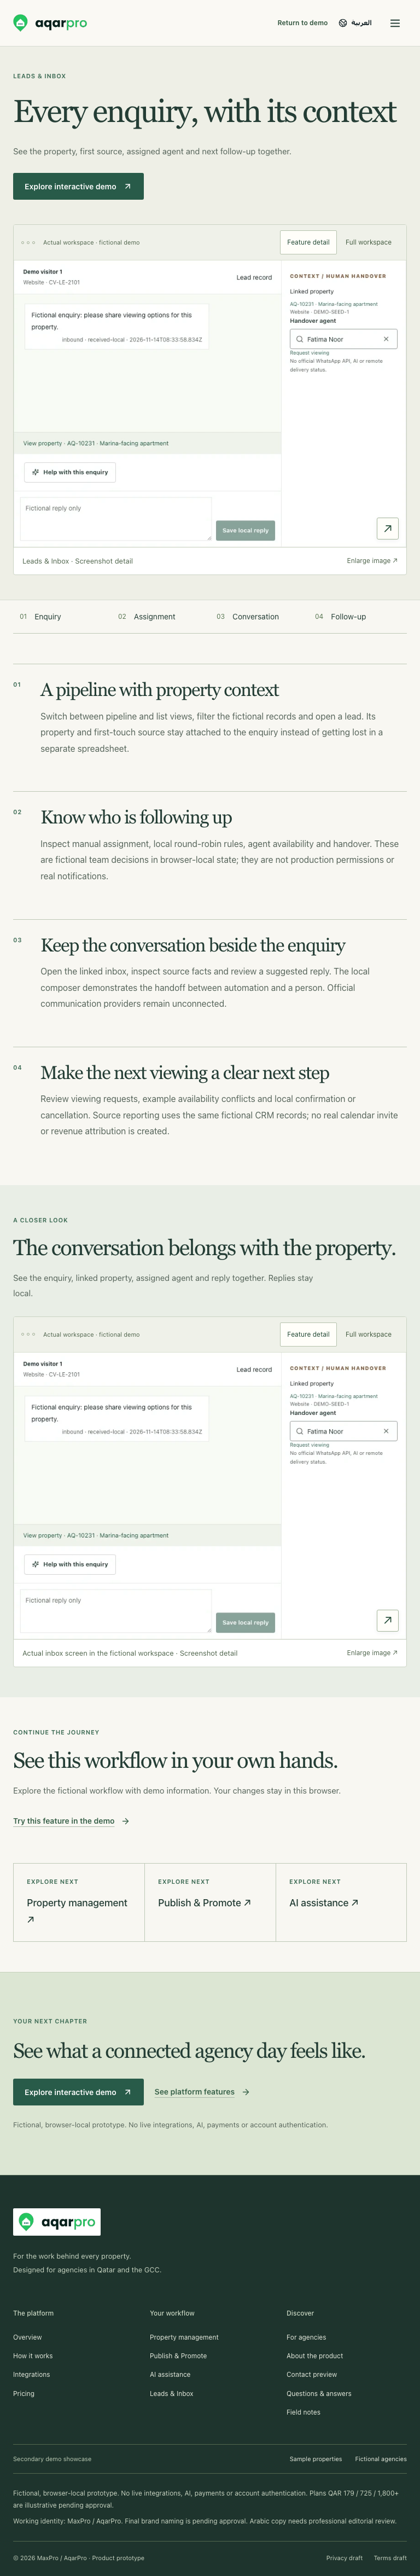 aqarpro
Return to demo
العربية
LEADS & INBOX
Every enquiry, with its context
See the property, first source, assigned agent and next follow-up together.
Explore interactive demo
Actual workspace · fictional demo
Feature detail
Full workspace
Demo visitor 1
Website · CV-LE-2101
Lead record
Fictional enquiry: please share viewing options for this
property.
inbound · received-local · 2026-11-14T08:33:58.834Z
View property · AQ-10231 · Marina-facing apartment
Help with this enquiry
Fictional reply only
Save local reply
CONTEXT / HUMAN HANDOVER
Linked property
AQ-10231 · Marina-facing apartment
Website · DEMO-SEED-1
Handover agent
Fatima Noor
Request viewing
No official WhatsApp API, AI or remote
delivery status.
Leads & Inbox · Screenshot detail
Enlarge image ↗
01 Enquiry
02 Assignment
03 Conversation
04 Follow-up
01
A pipeline with property context
Switch between pipeline and list views, filter the fictional records and open a lead. Its
property and first-touch source stay attached to the enquiry instead of getting lost in a
separate spreadsheet.
02
Know who is following up
Inspect manual assignment, local round-robin rules, agent availability and handover. These
are fictional team decisions in browser-local state; they are not production permissions or
real notifications.
03
Keep the conversation beside the enquiry
Open the linked inbox, inspect source facts and review a suggested reply. The local
composer demonstrates the handoff between automation and a person. Official
communication providers remain unconnected.
04
Make the next viewing a clear next step
Review viewing requests, example availability conflicts and local confirmation or
cancellation. Source reporting uses the same fictional CRM records; no real calendar invite
or revenue attribution is created.
A CLOSER LOOK
The conversation belongs with the property.
See the enquiry, linked property, assigned agent and reply together. Replies stay
local.
Actual workspace · fictional demo
Feature detail
Full workspace
Demo visitor 1
Website · CV-LE-2101
Lead record
Fictional enquiry: please share viewing options for this
property.
inbound · received-local · 2026-11-14T08:33:58.834Z
View property · AQ-10231 · Marina-facing apartment
Help with this enquiry
Fictional reply only
Save local reply
CONTEXT / HUMAN HANDOVER
Linked property
AQ-10231 · Marina-facing apartment
Website · DEMO-SEED-1
Handover agent
Fatima Noor
Request viewing
No official WhatsApp API, AI or remote
delivery status.
Actual inbox screen in the fictional workspace · Screenshot detail
Enlarge image ↗
CONTINUE THE JOURNEY
See this workflow in your own hands.
Explore the fictional workflow with demo information. Your changes stay in this browser.
Try this feature in the demo →
EXPLORE NEXT
Property management ↗
EXPLORE NEXT
Publish & Promote ↗
EXPLORE NEXT
AI assistance ↗
YOUR NEXT CHAPTER
See what a connected agency day feels like.
Explore interactive demo
See platform features →
Fictional, browser-local prototype. No live integrations, AI, payments or account authentication.
aqarpro
For the work behind every property.
Designed for agencies in Qatar and the GCC.
The platform
Overview
How it works
Integrations
Pricing
Your workflow
Property management
Publish & Promote
AI assistance
Leads & Inbox
Discover
For agencies
About the product
Contact preview
Questions & answers
Field notes
Secondary demo showcase
Sample properties
Fictional agencies
Fictional, browser-local prototype. No live integrations, AI, payments or account authentication. Plans QAR 179 / 725 / 1,800+
are illustrative pending approval.
Working identity: MaxPro / AqarPro. Final brand naming is pending approval. Arabic copy needs professional editorial review.
© 2026 MaxPro / AqarPro · Product prototype
Privacy draft
Terms draft